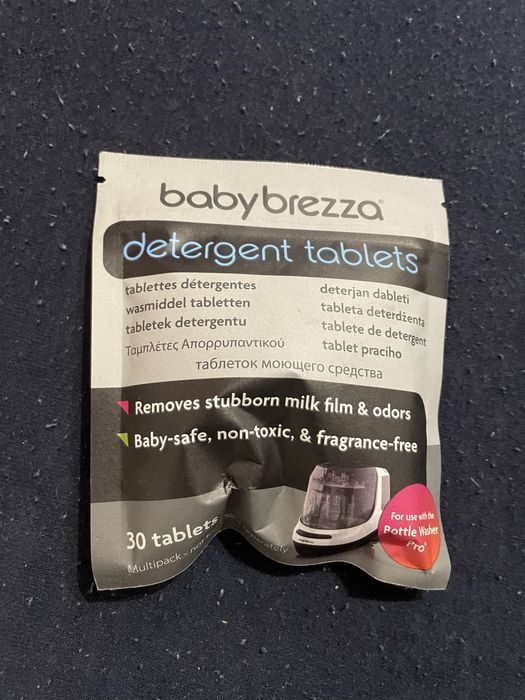 babybrezza®
detergent tablets
tablettes détergentes
wasmiddel tabletten
tabletek detergentu
Ταμπλέτες Απορρυπαντικού
deterjan dableti
tableta deterdženta
tablete de detergent
tablet pracího
таблеток моющего средства
Removes stubborn milk film & odors
Baby-safe, non-toxic, & fragrance-free
30 tablets
Multipack - not
For use with the
Bottle Washer
Pro